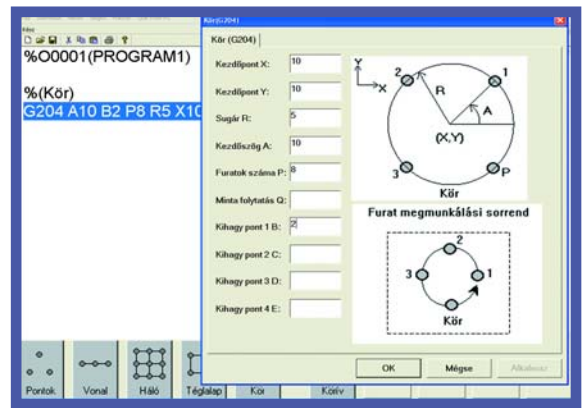 Kör(G204)
%O0001(PROGRAM1)
%(Kör)
G204 A10 B2 P8 R5 X10
Kör (G204)
Kezdőpont X: 10
Kezdőpont Y: 10
Sugár R: 5
Kezdőszög A: 10
Furatok száma P: 8
Minta folytatás Q:
Kihagy pont 1 B: 2
Kihagy pont 2 C:
Kihagy pont 3 D:
Kihagy pont 4 E:
Y
X
2
1
R
A
(X,Y)
3
P
Kör
Furat megmunkálási sorrend
2
3
1
Kör
OK Mégse Alkalmaz
Pontok Vonal Háló Téglalap Kör Körív